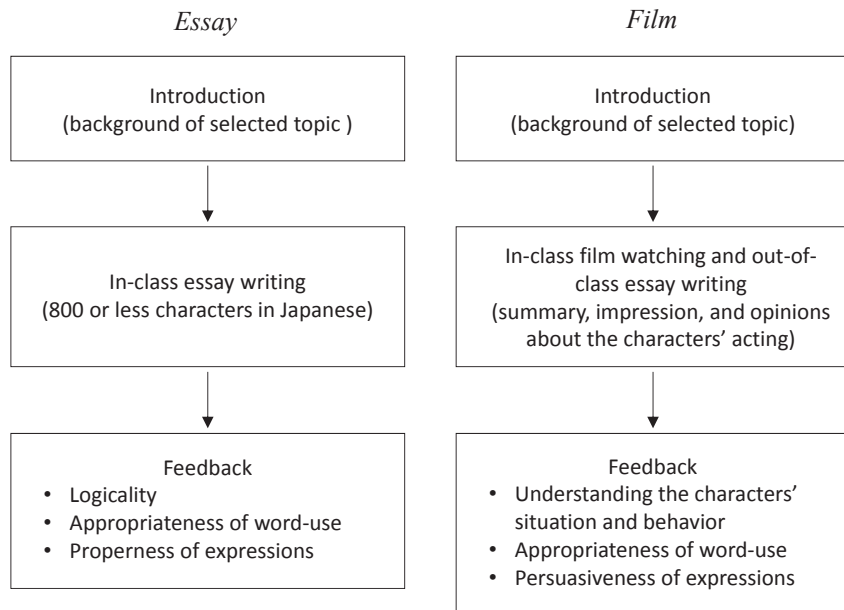 Essay
Introduction
(background of selected topic )
In-class essay writing
(800 or less characters in Japanese)
Feedback
• Logicality
• Appropriateness of word-use
• Properness of expressions
Film
Introduction
(background of selected topic)
In-class film watching and out-of-
class essay writing
(summary, impression, and opinions
about the characters’ acting)
Feedback
• Understanding the characters’
situation and behavior
• Appropriateness of word-use
• Persuasiveness of expressions